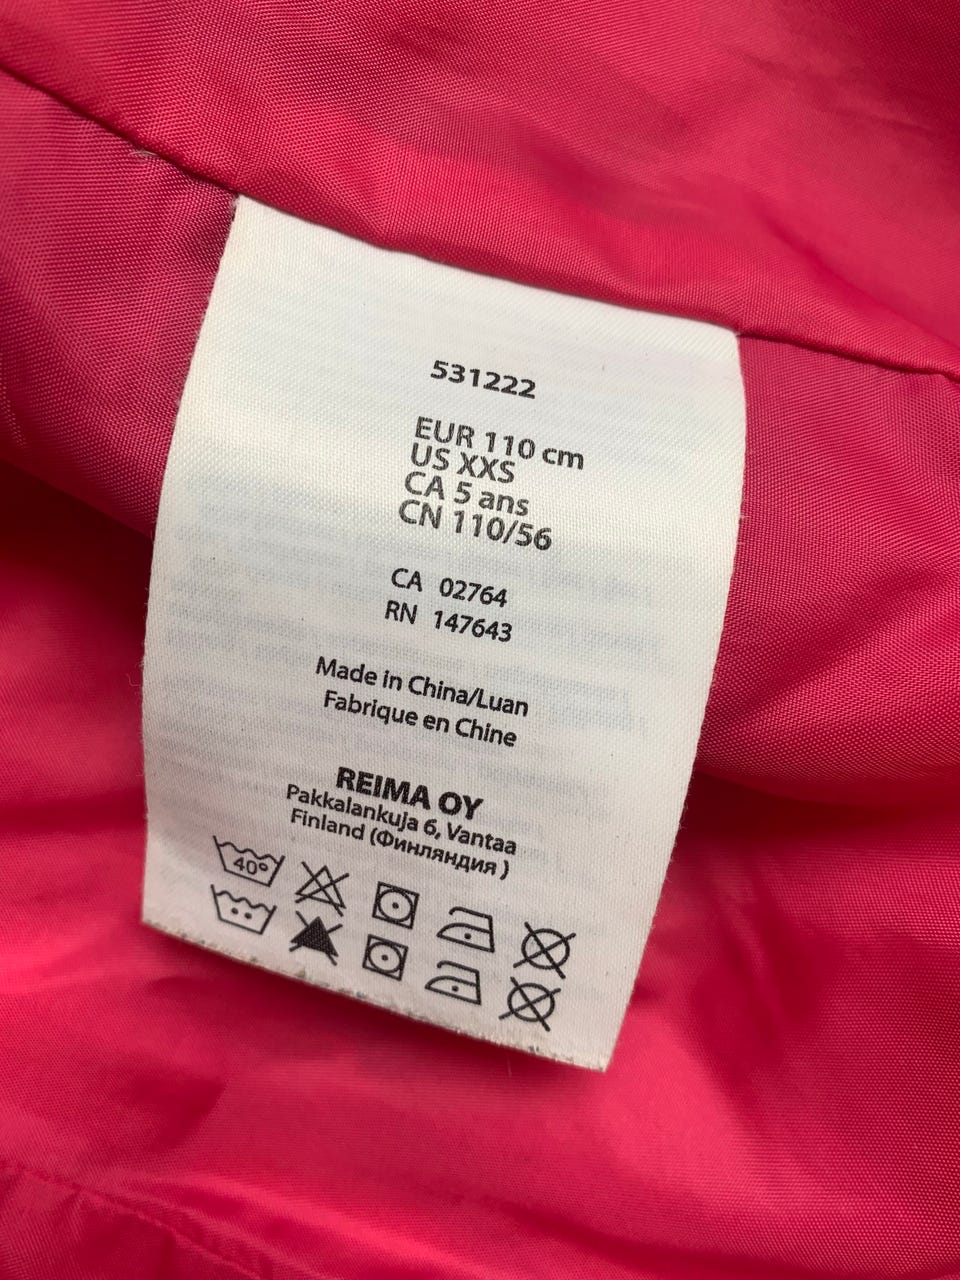 531222
EUR 110 cm
US XXS
CA 5 ans
CN 110/56
CA 02764
RN 147643
Made in China/Luan
Fabrique en Chine
REIMA OY
Pakkalankuja 6, Vantaa
Finland (Финляндия )
40°